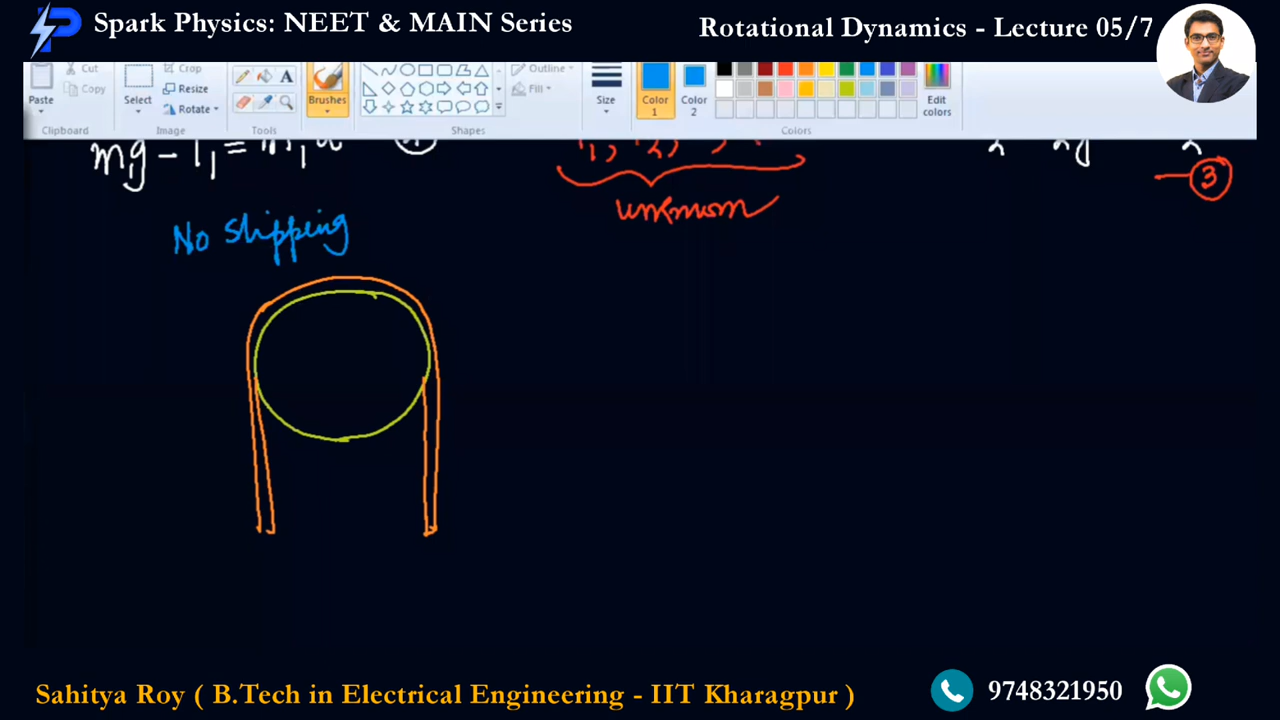 Spark Physics: NEET & MAIN Series
Rotational Dynamics - Lecture 05/7
Cut
Copy
Paste
Clipboard
Select
Crop
Resize
Rotate
Image
Tools
Brushes
Shapes
Outline
Fill
Size
Color 1
Color 2
Edit colors
Colors
m₁g - T₁ =
3
unknown
No slipping
Sahitya Roy ( B.Tech in Electrical Engineering - IIT Kharagpur )
9748321950